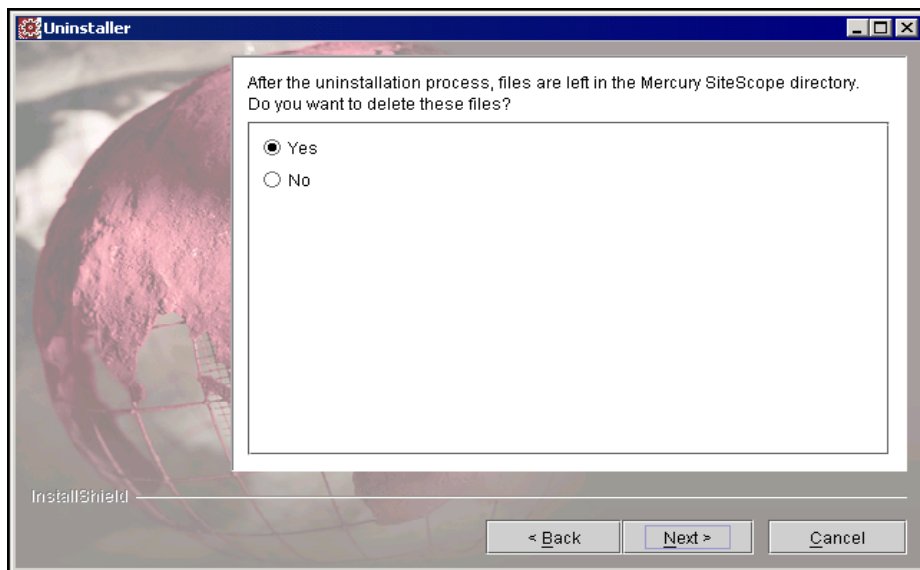 Uninstaller
After the uninstallation process, files are left in the Mercury SiteScope directory.
Do you want to delete these files?
Yes
No
InstallShield
< Back
Next >
Cancel